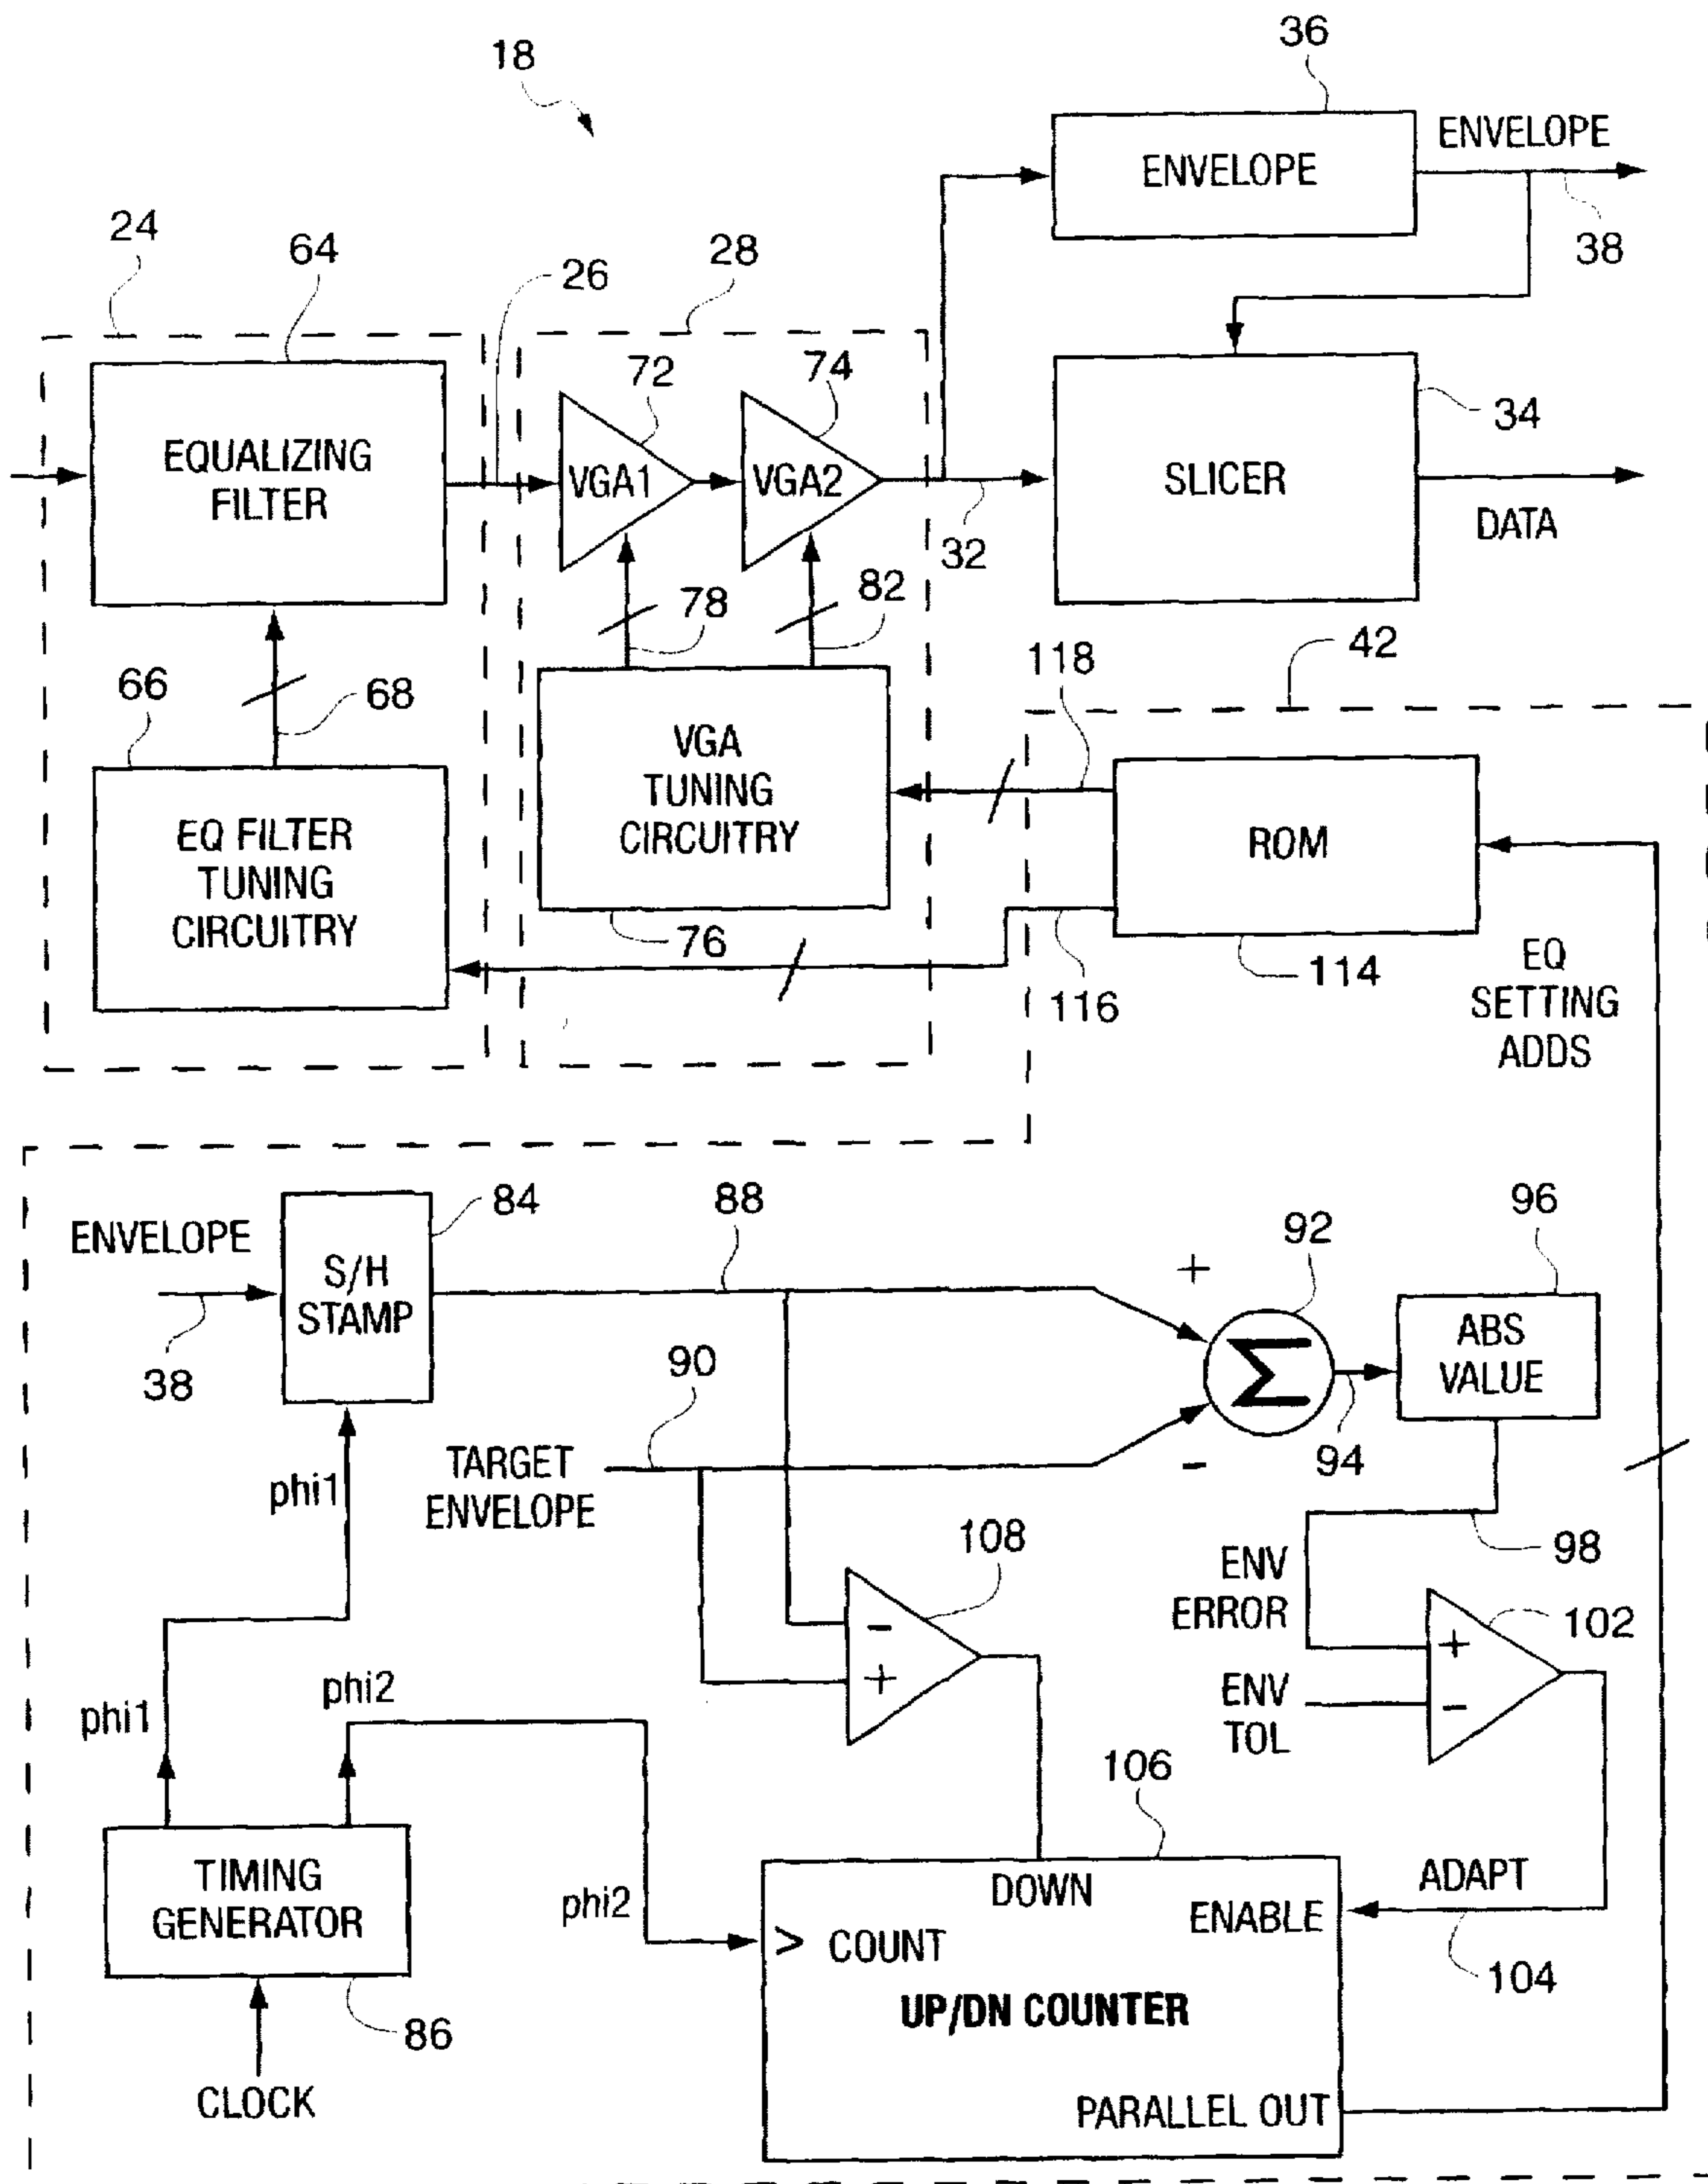 18
36
ENVELOPE
ENVELOPE
38
24
64
26
28
72
74
34
EQUALIZING
FILTER
VGA1
VGA2
32
SLICER
DATA
66
68
78
82
118
42
EQ FILTER
TUNING
CIRCUITRY
VGA
TUNING
CIRCUITRY
76
ROM
114
116
EQ
SETTING
ADDS
ENVELOPE
38
84
S/H
STAMP
88
90
TARGET
ENVELOPE
+
-
92
Σ
94
96
ABS
VALUE
98
phi1
108
-
+
ENV
ERROR
ENV
TOL
+
-
102
phi1
phi2
TIMING
GENERATOR
86
CLOCK
phi2
106
DOWN
> COUNT
ENABLE
ADAPT
104
UP/DN COUNTER
PARALLEL OUT